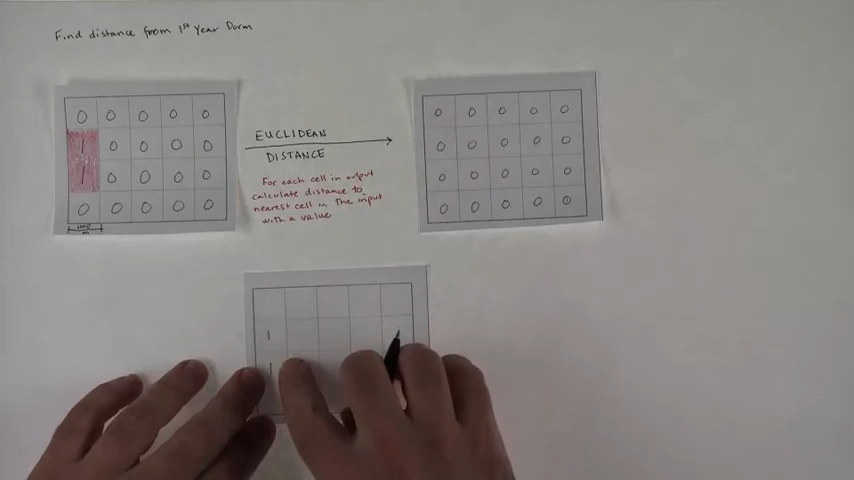 Find distance from 1st Year Dorm
0 0 0 0 0
1 0 0 0 0
1 0 0 0 0
0 0 0 0 0
1000
m
EUCLIDEAN
DISTANCE
For each cell in output
calculate distance to
nearest cell in the input
with a value.
0 0 0 0 0
0 0 0 0 0
0 0 0 0 0
0 0 0 0 0
1
1